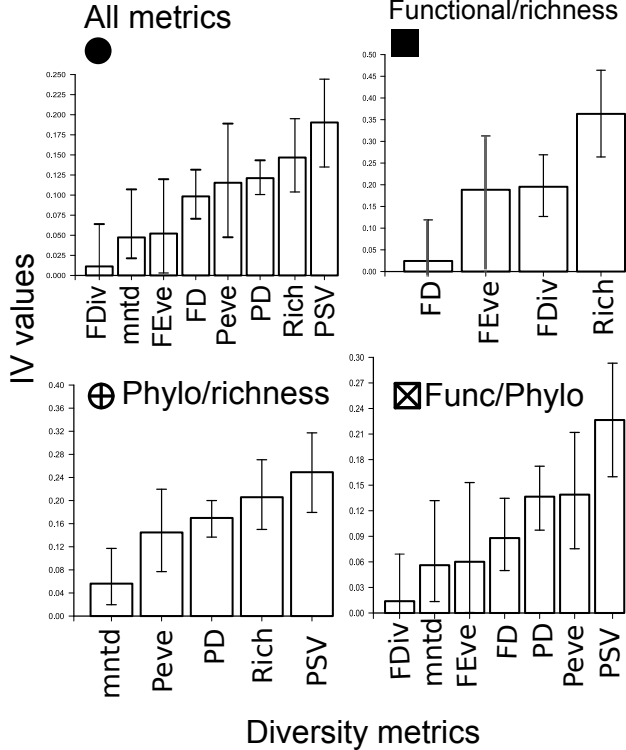 All metrics
Functional/richness
0.250
0.225
0.200
0.175
0.150
0.125
0.100
0.075
0.050
0.025
0.000
FDiv
mntd
FEve
FD
Peve
PD
Rich
PSV
0.50
0.45
0.40
0.35
0.30
0.25
0.20
0.15
0.10
0.05
0.00
FD
FEve
FDiv
Rich
IV values
Phylo/richness
0.40
0.36
0.32
0.28
0.24
0.20
0.16
0.12
0.08
0.04
0.00
mntd
Peve
PD
Rich
PSV
Func/Phylo
0.30
0.27
0.24
0.21
0.18
0.15
0.12
0.09
0.06
0.03
0.00
FDiv
mntd
FEve
FD
PD
Peve
PSV
Diversity metrics